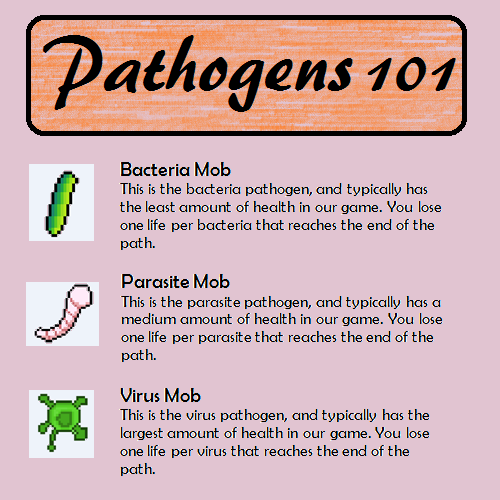 Pathogens 101
Bacteria Mob
This is the bacteria pathogen, and typically has
the least amount of health in our game. You lose
one life per bacteria that reaches the end of the
path.
Parasite Mob
This is the parasite pathogen, and typically has a
medium amount of health in our game. You lose
one life per parasite that reaches the end of the
path.
Virus Mob
This is the virus pathogen, and typically has the
largest amount of health in our game. You lose
one life per virus that reaches the end of the
path.